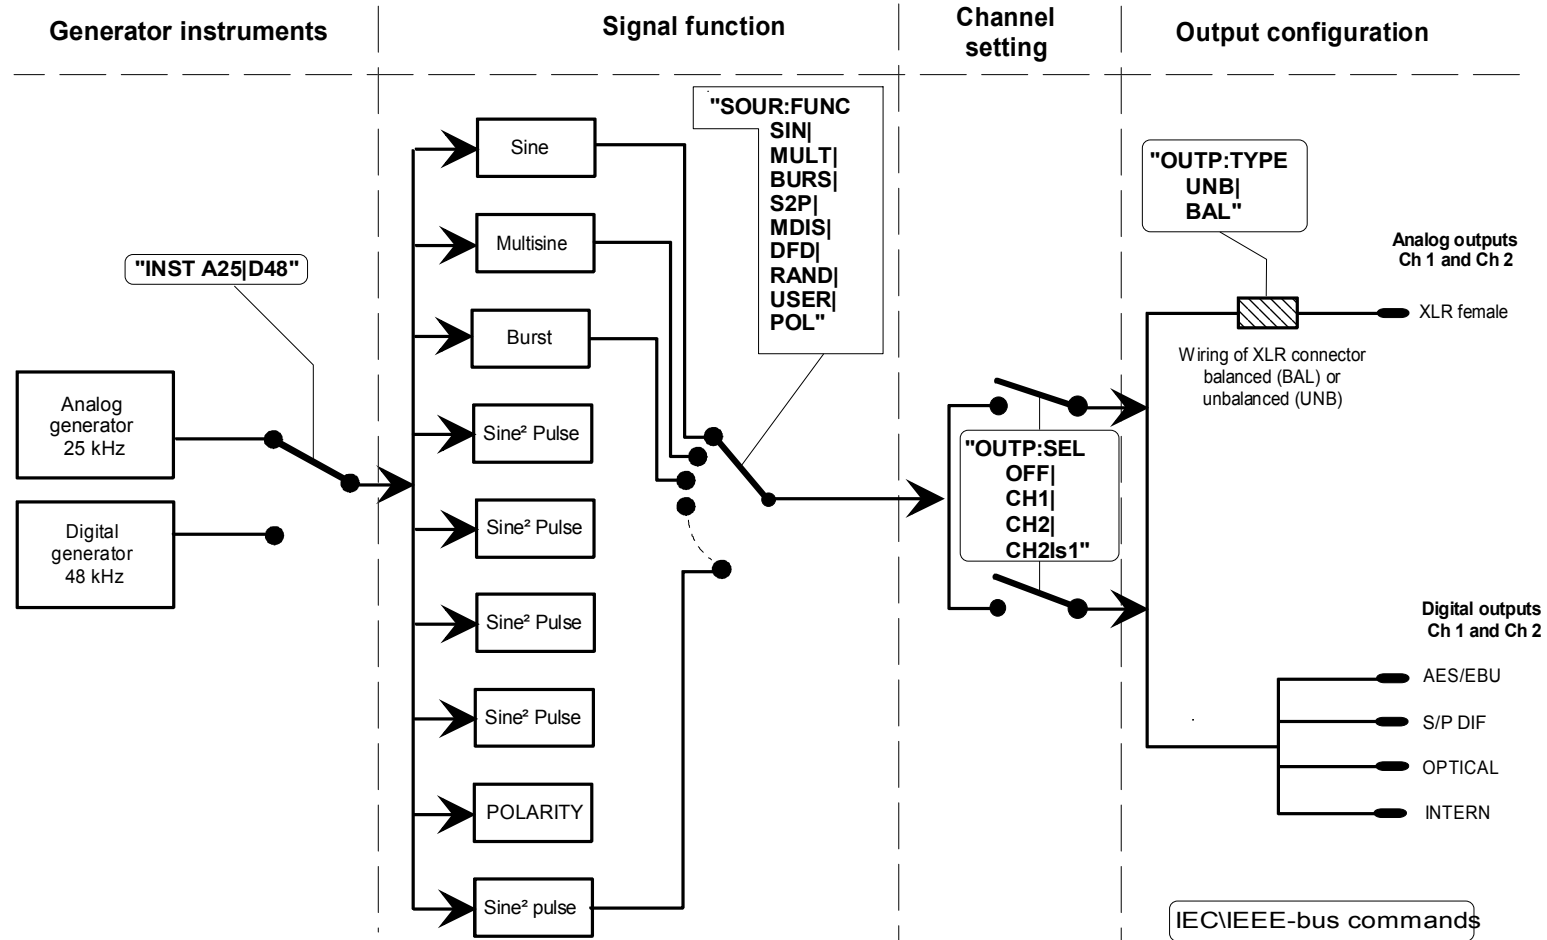 Generator instruments
Signal function
Channel
setting
Output configuration
"INST A25|D48"
Analog
generator
25 kHz
Digital
generator
48 kHz
Sine
Multisine
Burst
Sine² Pulse
Sine² Pulse
Sine² Pulse
Sine² Pulse
POLARITY
Sine² pulse
"SOUR:FUNC
SIN|
MULT|
BURS|
S2P|
MDIS|
DFD|
RAND|
USER|
POL"
"OUTP:SEL
OFF|
CH1|
CH2|
CH2Is1"
"OUTP:TYPE
UNB|
BAL"
Analog outputs
Ch 1 and Ch 2
XLR female
Wiring of XLR connector
balanced (BAL) or
unbalanced (UNB)
Digital outputs
Ch 1 and Ch 2
AES/EBU
S/P DIF
OPTICAL
INTERN
IEC\IEEE-bus commands